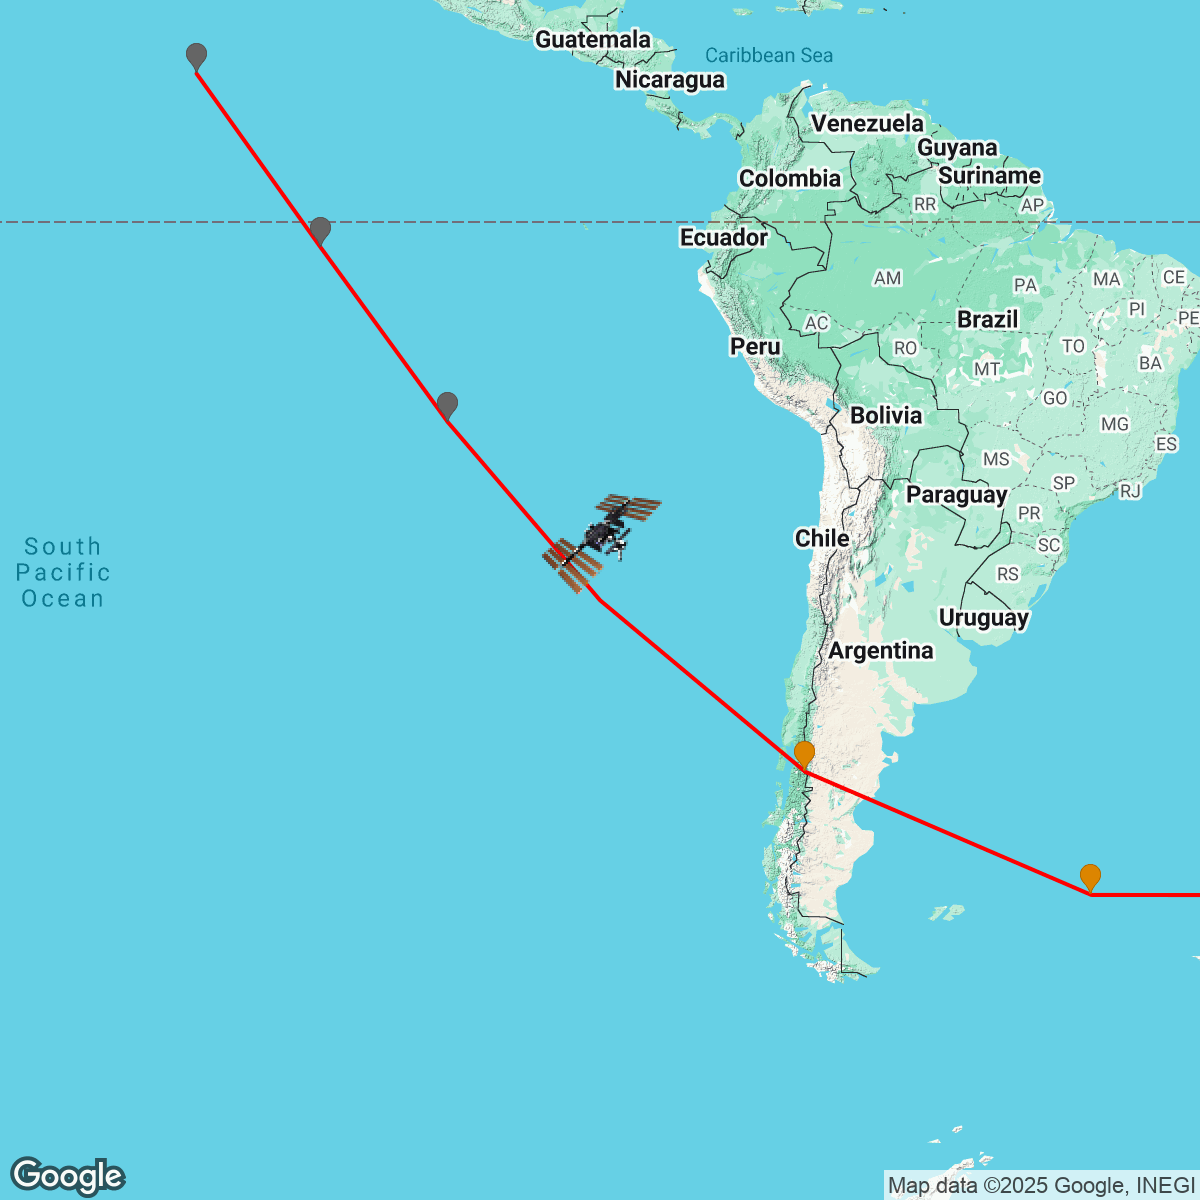 Guatemala
Caribbean Sea
Nicaragua
Venezuela
Guyana
Colombia
Suriname
RR
AP
Ecuador
AM
PA
MA
CE
PI
PE
AC
Brazil
Peru
RO
TO
MT
BA
GO
Bolivia
MG
ES
MS
SP
RJ
Paraguay
PR
Chile
SC
South
Pacific
Ocean
RS
Uruguay
Argentina
Google
Map data ©2025 Google, INEGI